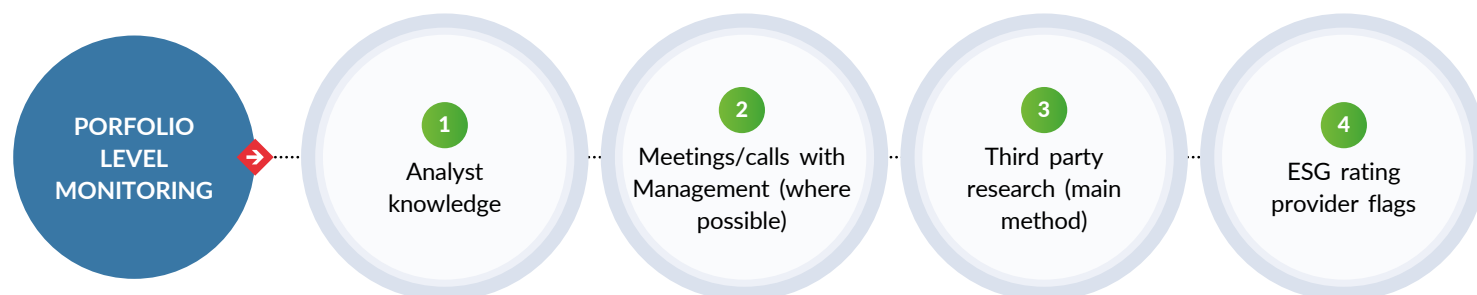 PORFOLIO
LEVEL
MONITORING
1
Analyst
knowledge
2
Meetings/calls with
Management (where
possible)
3
Third party
research (main
method)
4
ESG rating
provider flags